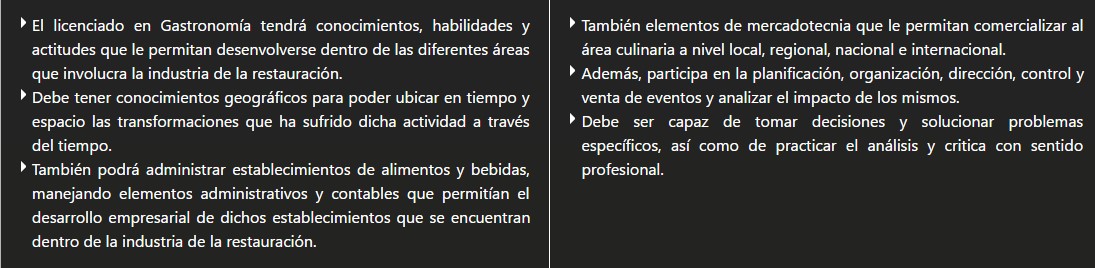 El licenciado en Gastronomía tendrá conocimientos, habilidades y
actitudes que le permitan desenvolverse dentro de las diferentes áreas
que involucra la industria de la restauración.
Debe tener conocimientos geográficos para poder ubicar en tiempo y
espacio las transformaciones que ha sufrido dicha actividad a través
del tiempo.
También podrá administrar establecimientos de alimentos y bebidas,
manejando elementos administrativos y contables que permitían el
desarrollo empresarial de dichos establecimientos que se encuentran
dentro de la industria de la restauración.
También elementos de mercadotecnia que le permitan comercializar al
área culinaria a nivel local, regional, nacional e internacional.
Además, participa en la planificación, organización, dirección, control y
venta de eventos y analizar el impacto de los mismos.
Debe ser capaz de tomar decisiones y solucionar problemas
específicos, así como de practicar el análisis y critica con sentido
profesional.